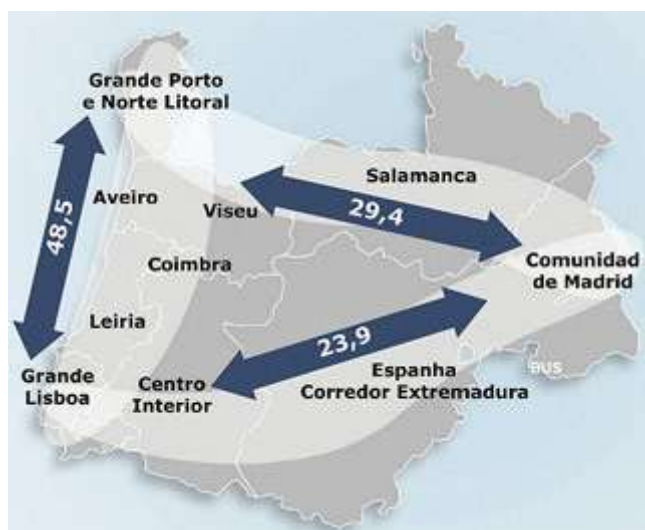 Grande Porto
e Norte Litoral
48,5
Aveiro
Viseu
Salamanca
29,4
Coimbra
Comunidad
de Madrid
Leiria
23,9
Grande
Lisboa
Centro
Interior
Espanha
Corredor Extremadura
BUS